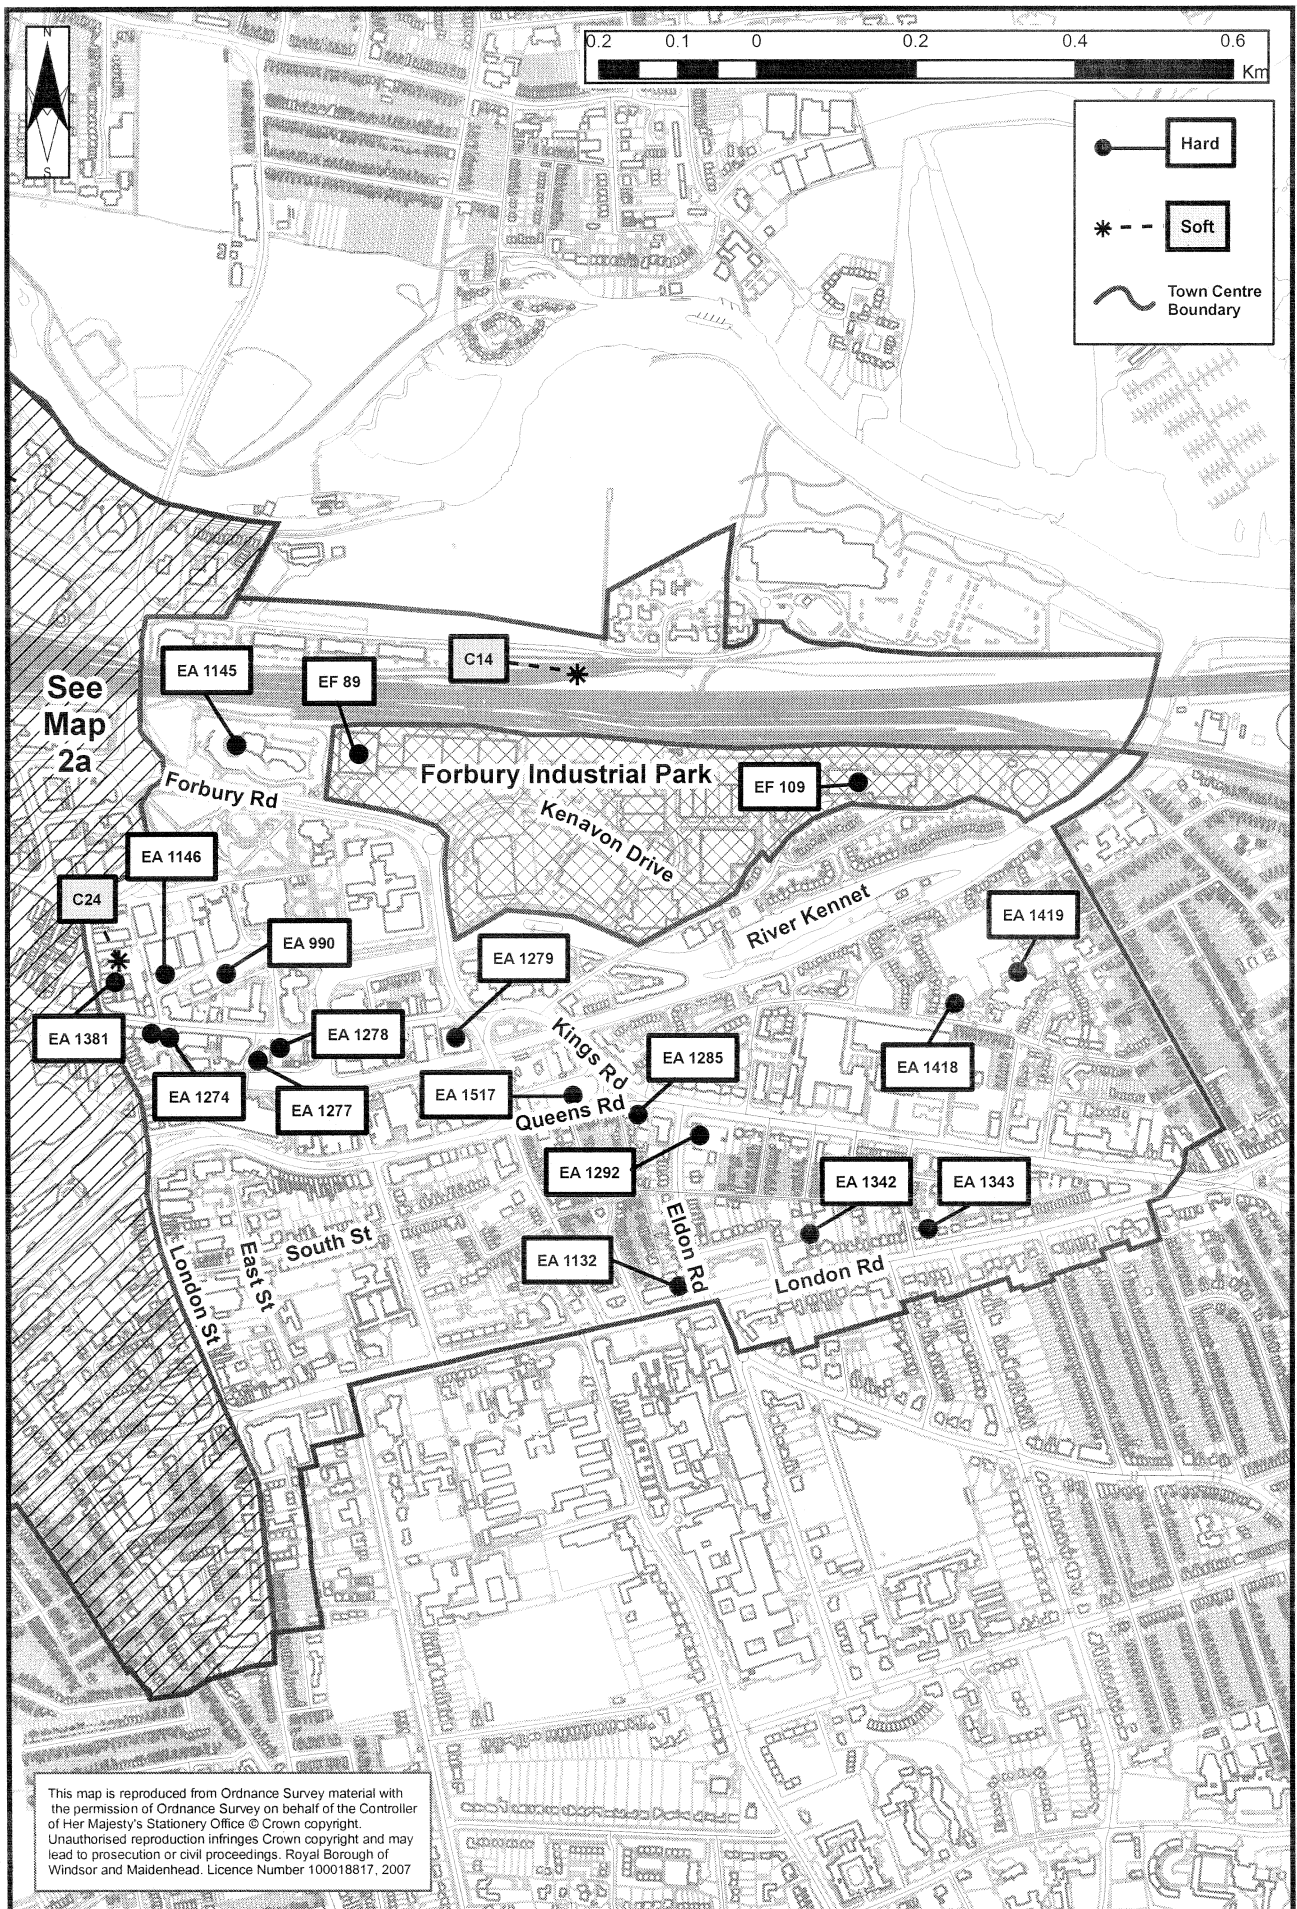 N
S
0.2 0.1 0 0.2 0.4 0.6
Km
Hard
Soft
Town Centre
Boundary
C14
EA 1145
EF 89
See
Map
2a
Forbury Industrial Park
EF 109
Forbury Rd
Kenavon Drive
EA 1146
C24
River Kennet
EA 1419
EA 990
EA 1279
EA 1381
EA 1278
Kings Rd
EA 1285
EA 1418
EA 1274
EA 1277
EA 1517
Queens Rd
EA 1292
EA 1342
EA 1343
London St
East St
South St
Eldon Rd
EA 1132
London Rd
This map is reproduced from Ordnance Survey material with
the permission of Ordnance Survey on behalf of the Controller
of Her Majesty's Stationery Office © Crown copyright.
Unauthorised reproduction infringes Crown copyright and may
lead to prosecution or civil proceedings. Royal Borough of
Windsor and Maidenhead. Licence Number 100018817, 2007